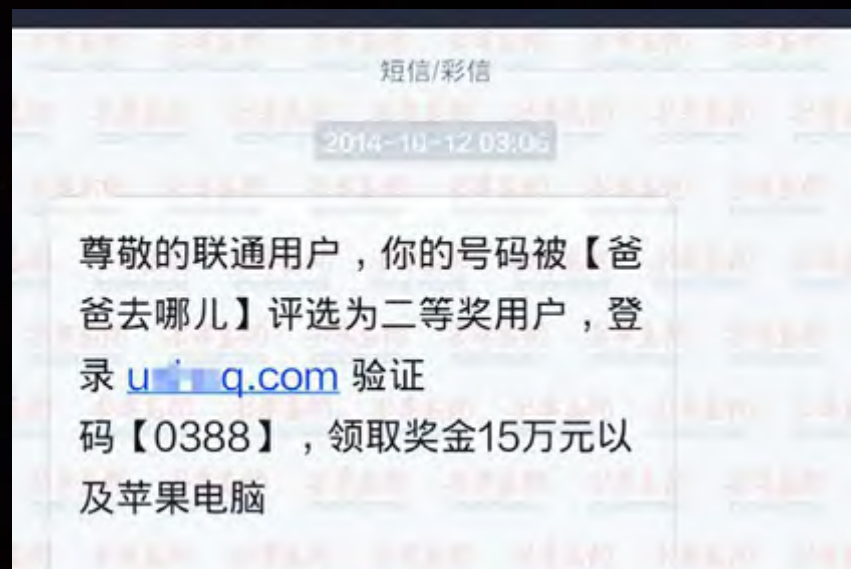 短信/彩信
2014-10-12 03:06
尊敬的联通用户，你的号码被【爸
爸去哪儿】评选为二等奖用户，登
录 u q.com 验证
码【0388】，领取奖金15万元以
及苹果电脑